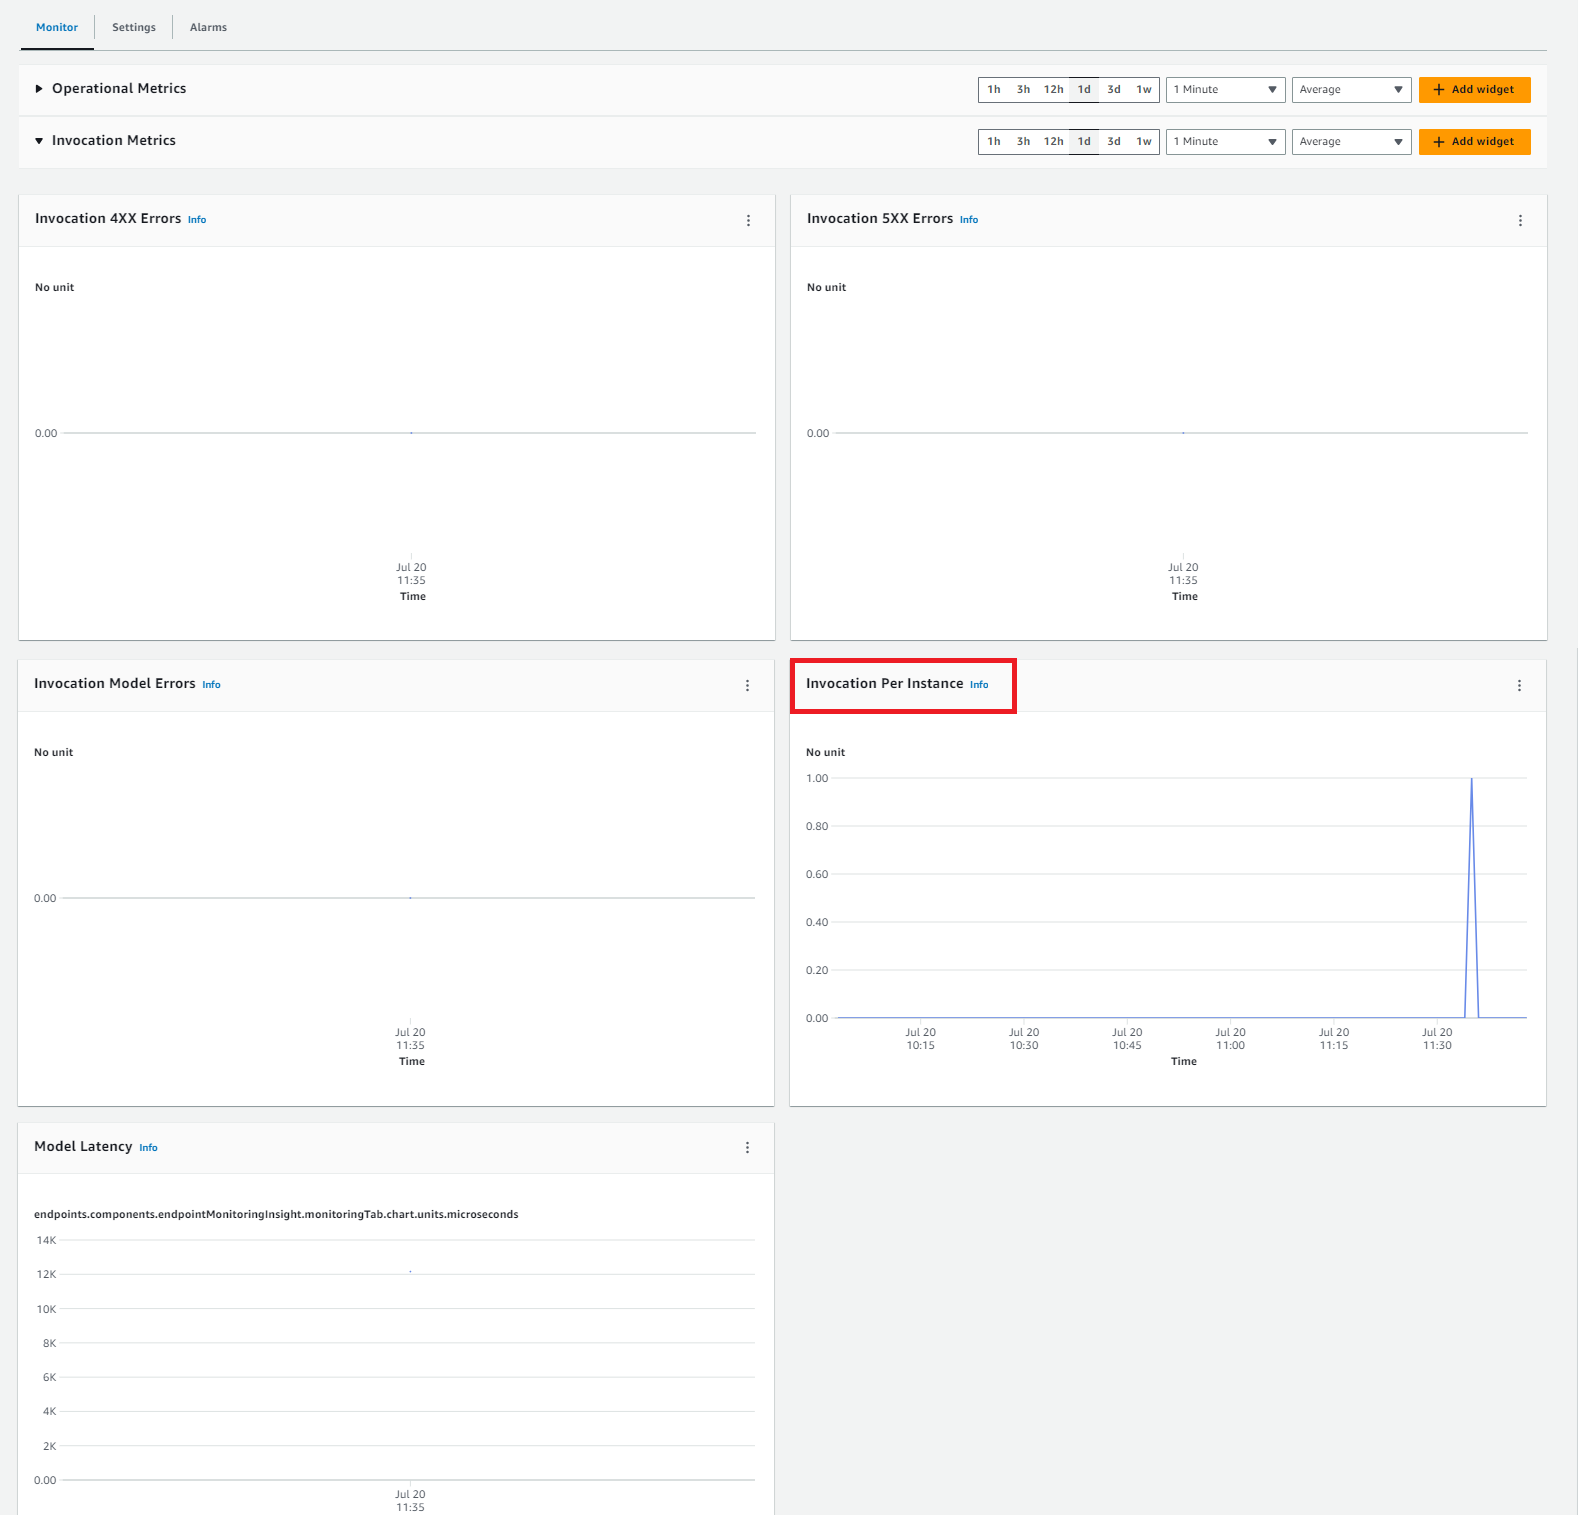 Monitor Settings Alarms
Operational Metrics 1h 3h 12h 1d 3d 1w 1 Minute Average Add widget
Invocation Metrics 1h 3h 12h 1d 3d 1w 1 Minute Average Add widget
Invocation 4XX Errors Info
No unit
0.00
Jul 20
11:35
Time
Invocation 5XX Errors Info
No unit
0.00
Jul 20
11:35
Time
Invocation Model Errors Info
No unit
0.00
Jul 20
11:35
Time
Invocation Per Instance Info
No unit
1.00
0.80
0.60
0.40
0.20
0.00
Jul 20 Jul 20 Jul 20 Jul 20 Jul 20 Jul 20
10:15 10:30 10:45 11:00 11:15 11:30
Time
Model Latency Info
endpoints.components.endpointMonitoringInsight.monitoringTab.chart.units.microseconds
14K
12K
10K
8K
6K
4K
2K
0.00
Jul 20
11:35